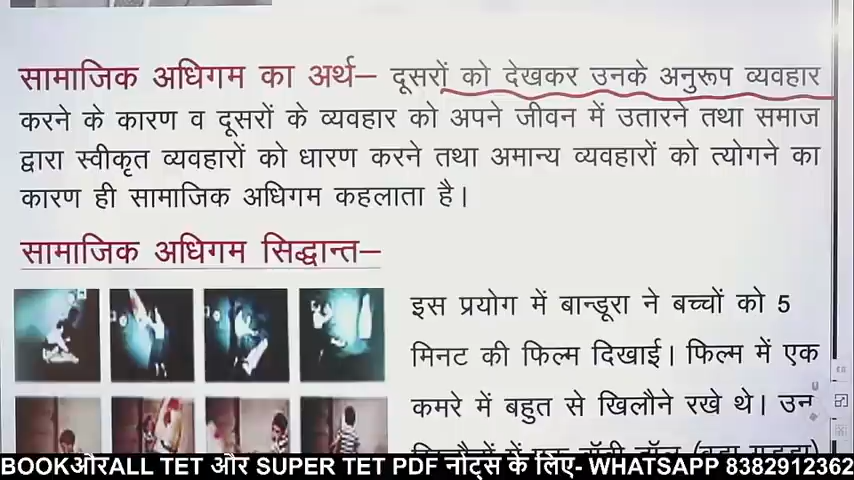 सामाजिक अधिगम का अर्थ– दूसरों को देखकर उनके अनुरूप व्यवहार
करने के कारण व दूसरों के व्यवहार को अपने जीवन में उतारने तथा समाज
द्वारा स्वीकृत व्यवहारों को धारण करने तथा अमान्य व्यवहारों को त्योगने का
कारण ही सामाजिक अधिगम कहलाता है।
सामाजिक अधिगम सिद्धान्त–
इस प्रयोग में बान्डूरा ने बच्चों को 5
मिनट की फिल्म दिखाई। फिल्म में एक
कमरे में बहुत से खिलौने रखे थे। उन
BOOKऔरALL TET और SUPER TET PDF नोट्स के लिए- WHATSAPP 8382912362